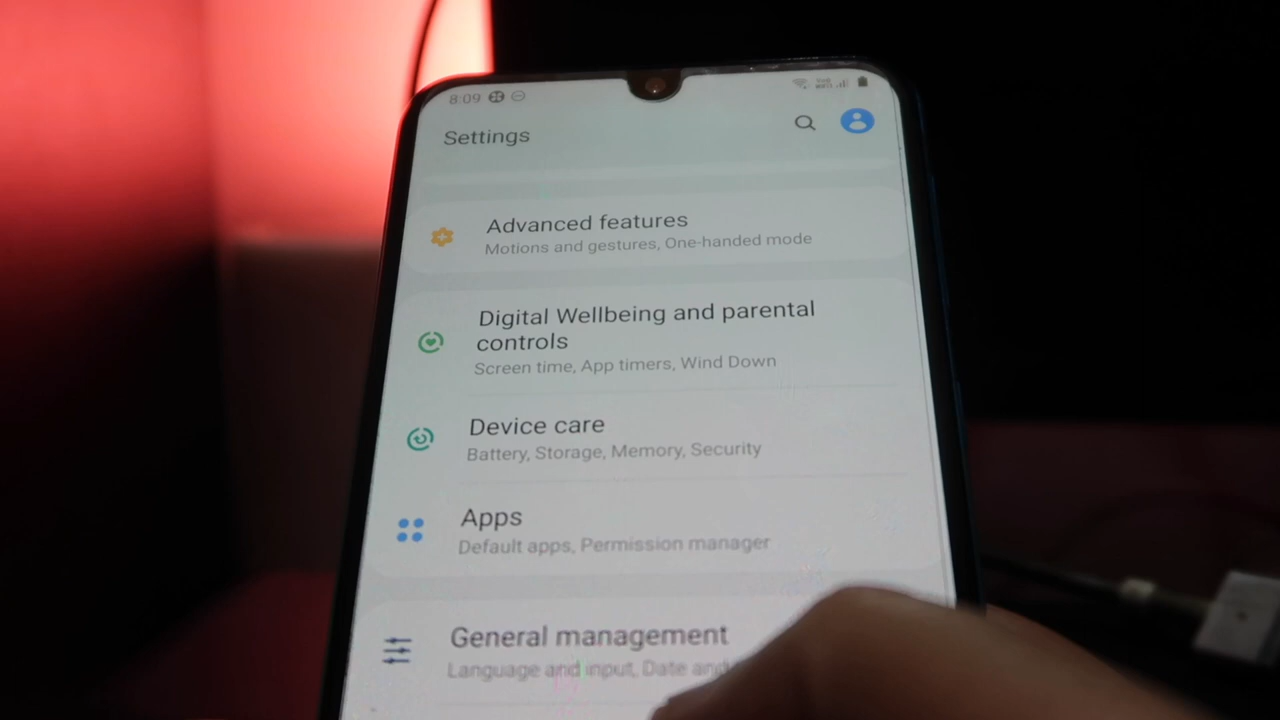 8:09
Settings
Advanced features
Motions and gestures, One-handed mode
Digital Wellbeing and parental
controls
Screen time, App timers, Wind Down
Device care
Battery, Storage, Memory, Security
Apps
Default apps, Permission manager
General management
Language and input, Date and